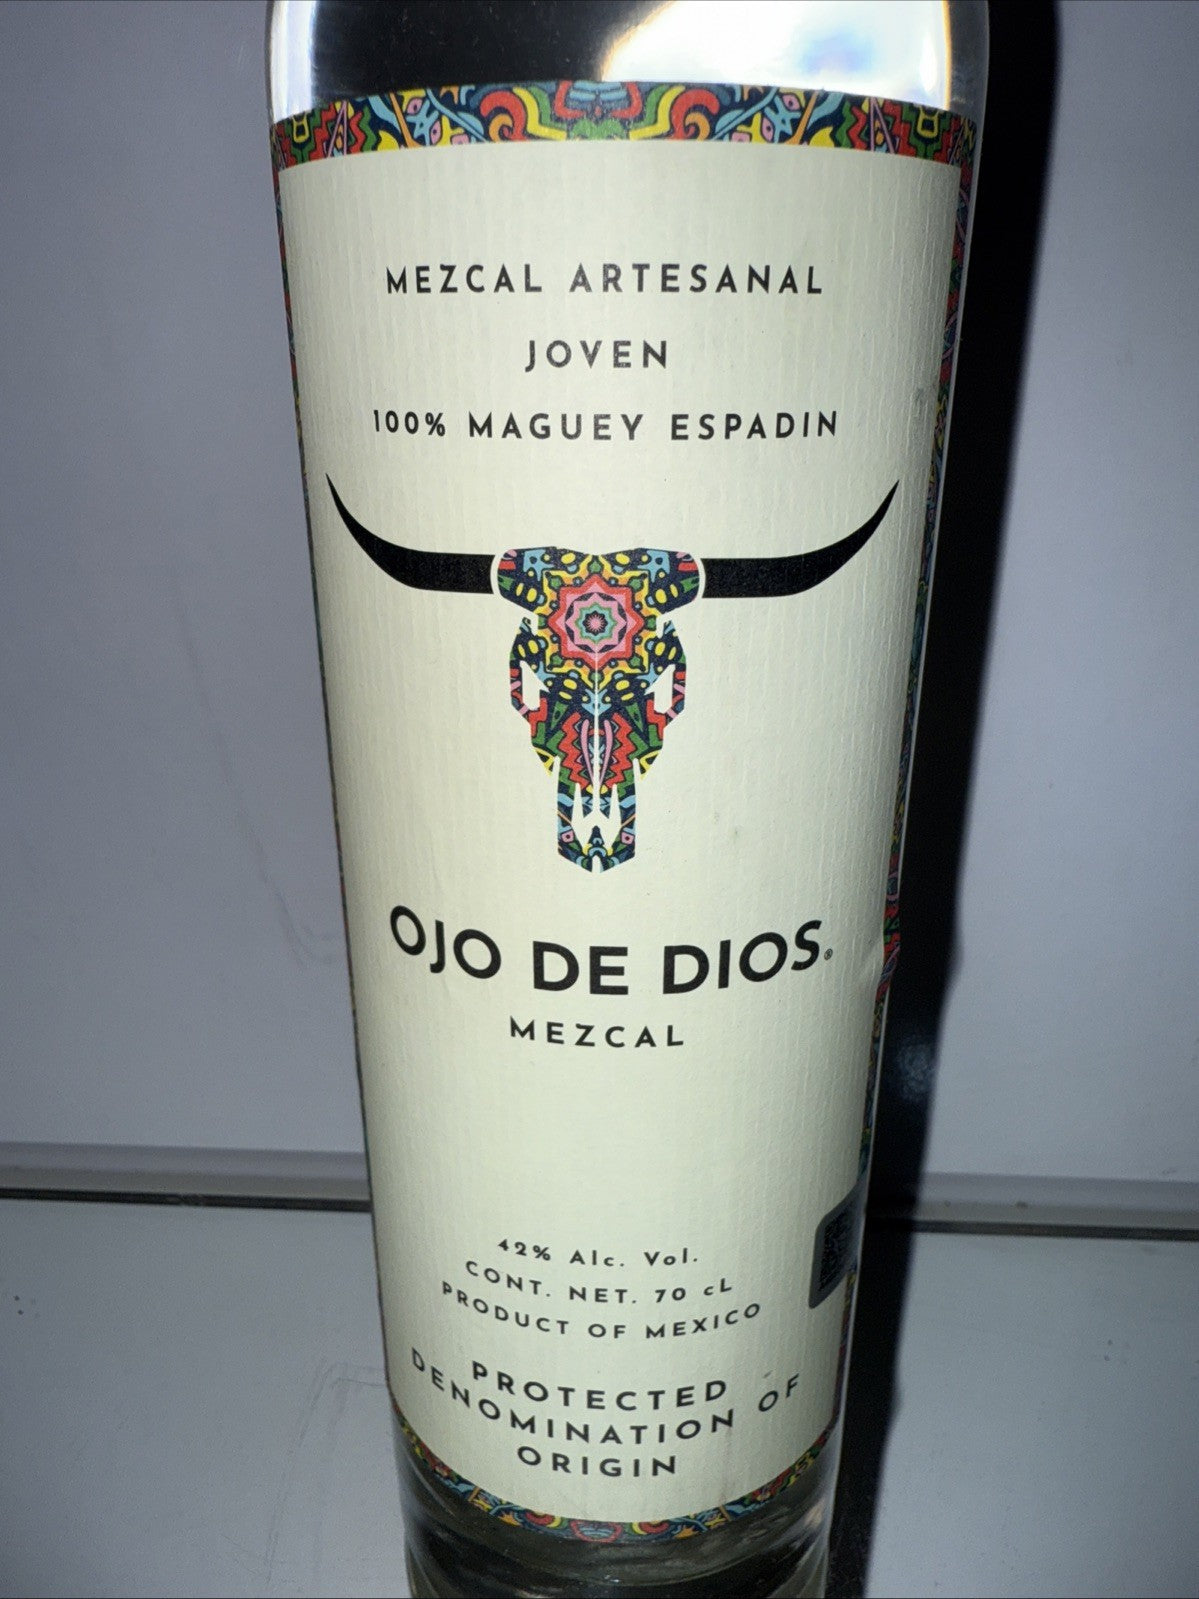 MEZCAL ARTESANAL
JOVEN
100% MAGUEY ESPADIN
OJO DE DIOS®
MEZCAL
42% Alc. Vol.
CONT. NET. 70 cL
PRODUCT OF MEXICO
PROTECTED
DENOMINATION OF
ORIGIN